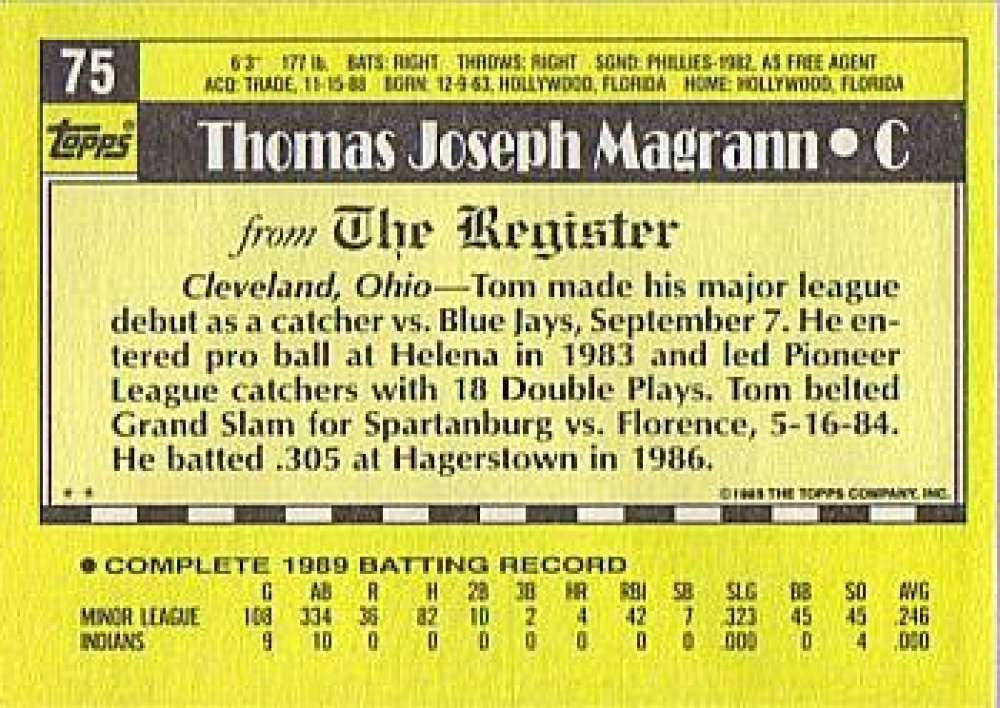 75
6'3" 177 lb. BATS: RIGHT THROWS: RIGHT SGND: PHILLIES-1982, AS FREE AGENT
ACQ: TRADE, 11-15-88 BORN: 12-9-63, HOLLYWOOD, FLORIDA HOME: HOLLYWOOD, FLORIDA
Topps®
Thomas Joseph Magrann • C
from The Register
Cleveland, Ohio—Tom made his major league
debut as a catcher vs. Blue Jays, September 7. He en-
tered pro ball at Helena in 1983 and led Pioneer
League catchers with 18 Double Plays. Tom belted
Grand Slam for Spartanburg vs. Florence, 5-16-84.
He batted .305 at Hagerstown in 1986.
* * © 1989 THE TOPPS COMPANY, INC.
• COMPLETE 1989 BATTING RECORD
G AB R H 2B 3B HR RBI SB SLG BB SO AVG
MINOR LEAGUE 108 334 36 82 10 2 4 42 7 .323 45 45 .246
INDIANS 9 10 0 0 0 0 0 0 0 .000 0 4 .000